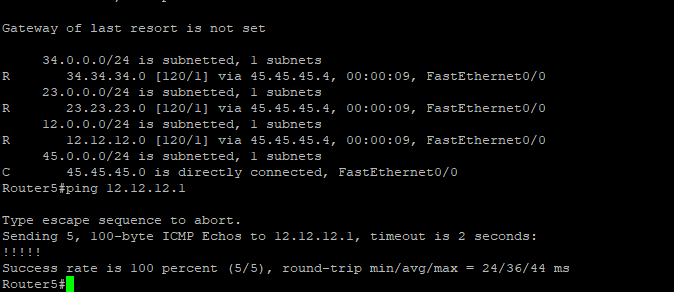 Gateway of last resort is not set
34.0.0.0/24 is subnetted, 1 subnets
R 34.34.34.0 [120/1] via 45.45.45.4, 00:00:09, FastEthernet0/0
23.0.0.0/24 is subnetted, 1 subnets
R 23.23.23.0 [120/1] via 45.45.45.4, 00:00:09, FastEthernet0/0
12.0.0.0/24 is subnetted, 1 subnets
R 12.12.12.0 [120/1] via 45.45.45.4, 00:00:09, FastEthernet0/0
45.0.0.0/24 is subnetted, 1 subnets
C 45.45.45.0 is directly connected, FastEthernet0/0
Router5#ping 12.12.12.1
Type escape sequence to abort.
Sending 5, 100-byte ICMP Echos to 12.12.12.1, timeout is 2 seconds:
!!!!!
Success rate is 100 percent (5/5), round-trip min/avg/max = 24/36/44 ms
Router5#